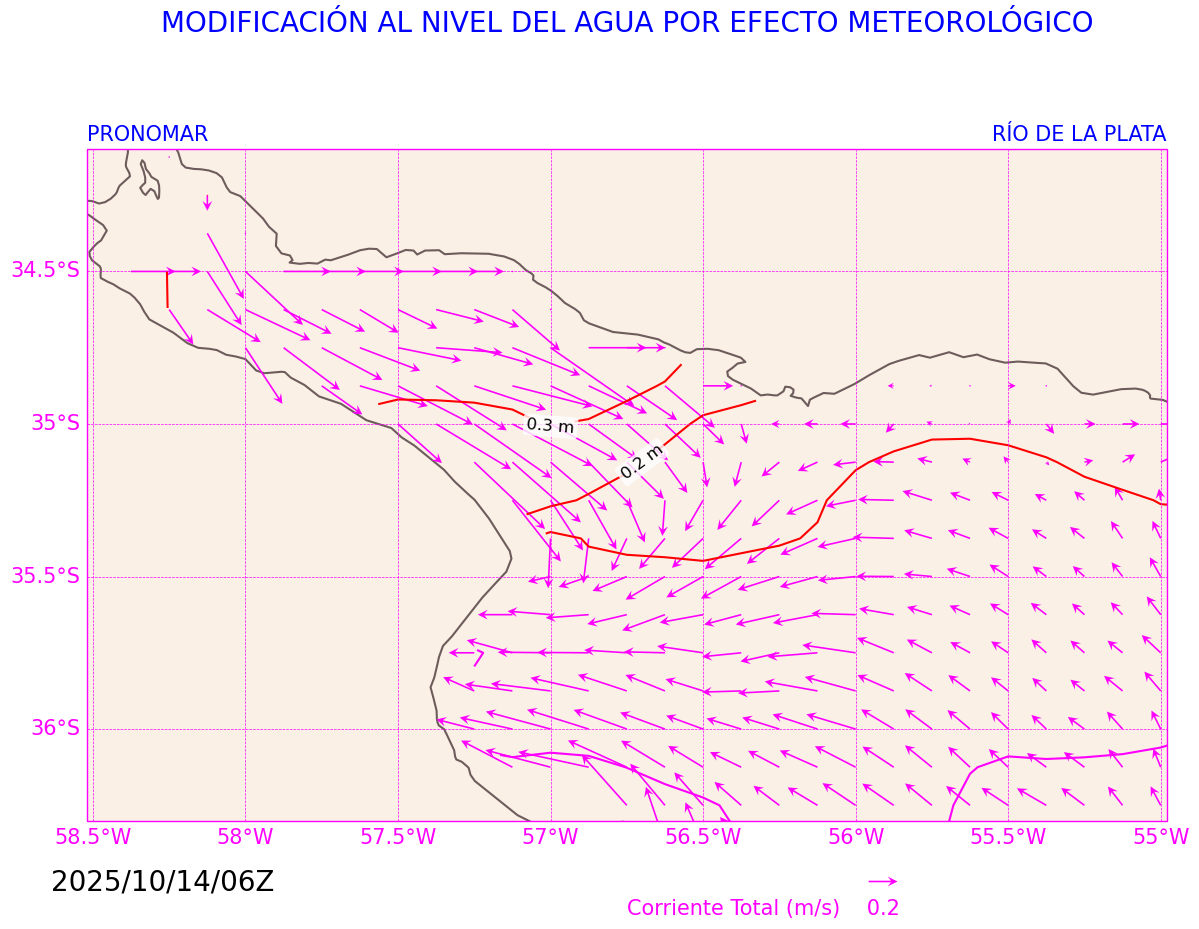 MODIFICACIÓN AL NIVEL DEL AGUA POR EFECTO METEOROLÓGICO
PRONOMAR
RÍO DE LA PLATA
34.5°S
35°S
35.5°S
36°S
0.3 m
0.2 m
58.5°W
58°W
57.5°W
57°W
56.5°W
56°W
55.5°W
55°W
2025/10/14/06Z
Corriente Total (m/s) 0.2